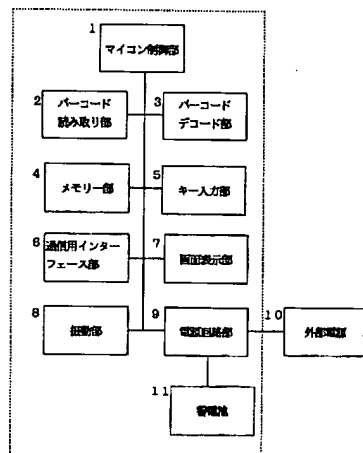 1
マイコン制御部
2
バーコード
読み取り部
3
バーコード
デコード部
4
メモリー部
5
キー入力部
6
通信用インター
フェース部
7
画面表示部
8
振動部
9
電源回路部
10
外部電源
11
蓄電池